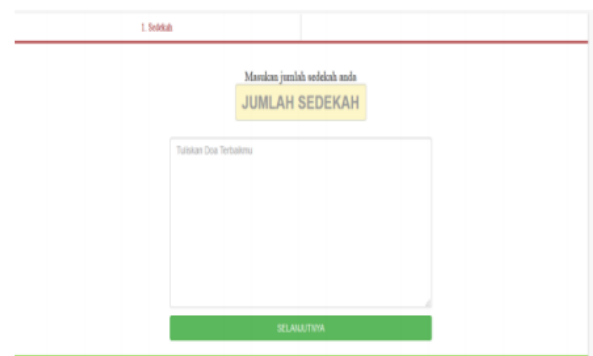 1. Sedekah
Masukan jumlah sedekah anda
JUMLAH SEDEKAH
Tuliskan Doa Terbaikmu
SELANJUTNYA